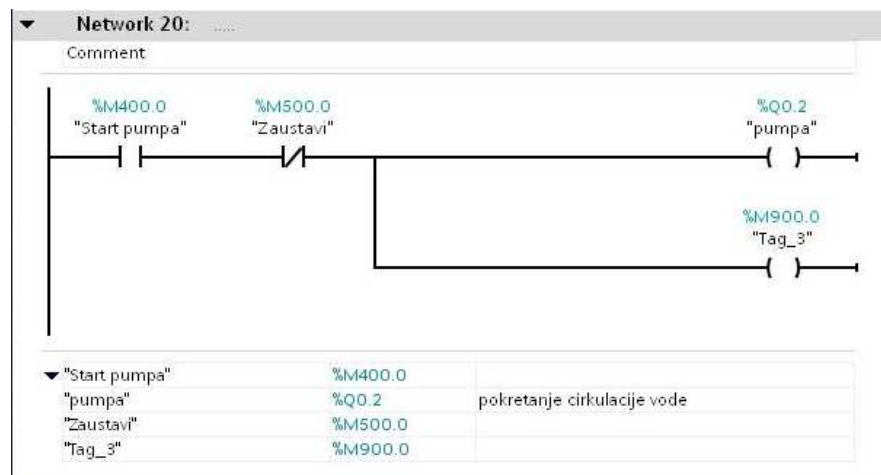 Network 20: .....
Comment
%M400.0 %M500.0 %Q0.2
"Start pumpa" "Zaustavi" "pumpa"
%M900.0
"Tag_3"
"Start pumpa" %M400.0
"pumpa" %Q0.2 pokretanje cirkulacije vode
"Zaustavi" %M500.0
"Tag_3" %M900.0